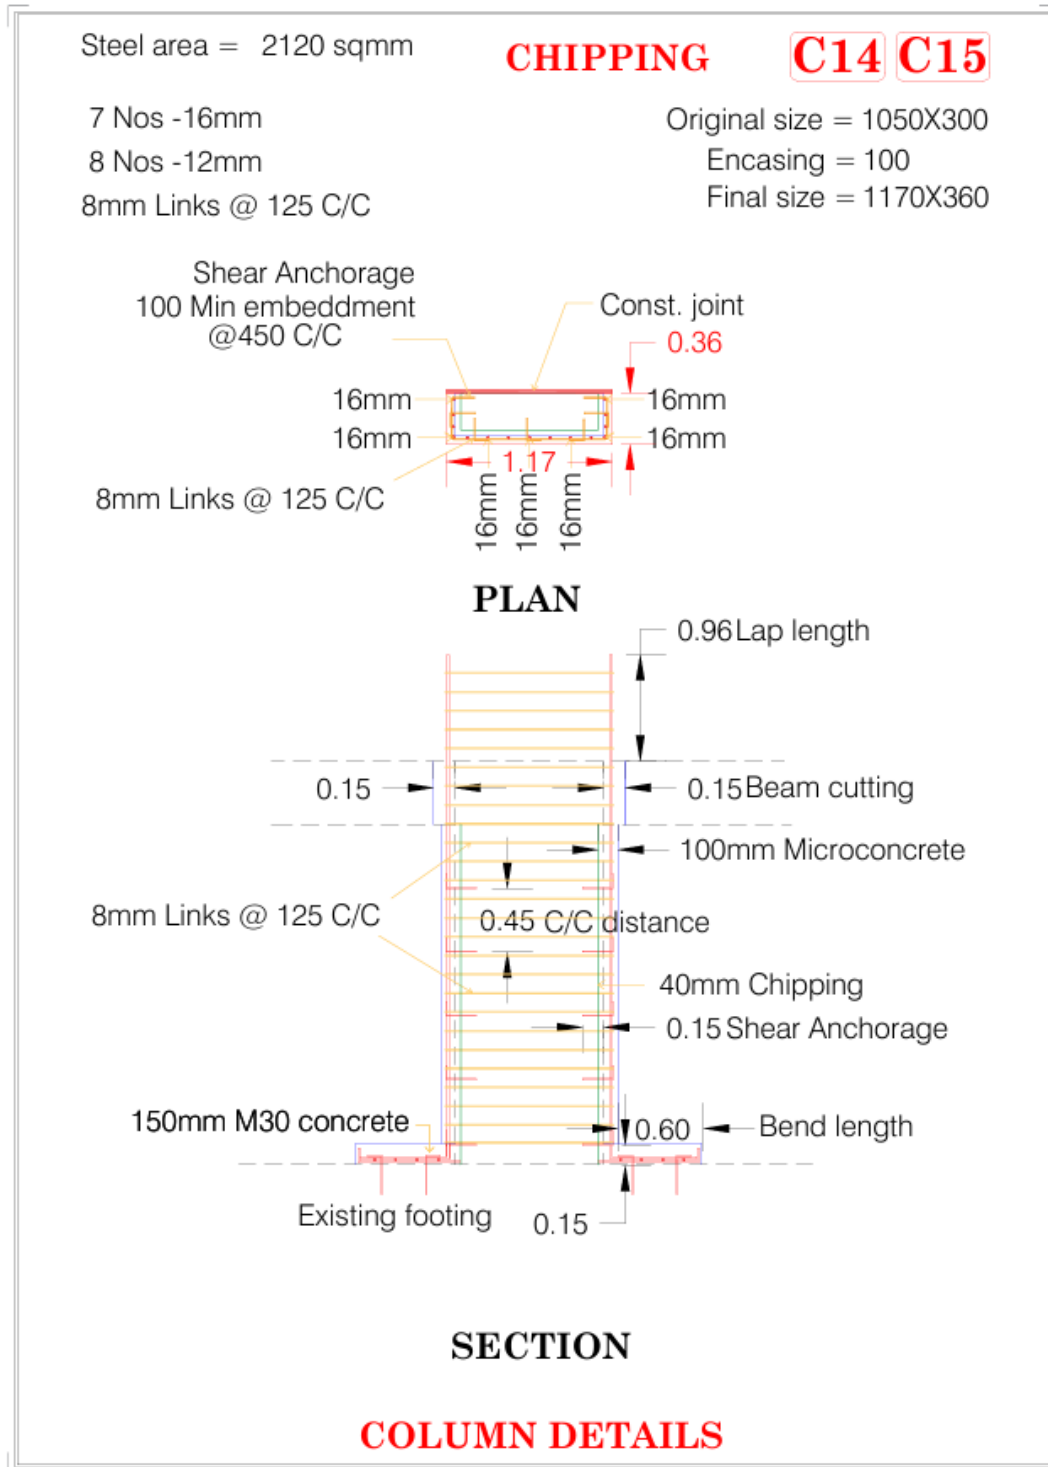 Steel area = 2120 sqmm
CHIPPING
C14 C15
7 Nos -16mm
8 Nos -12mm
8mm Links @ 125 C/C
Original size = 1050X300
Encasing = 100
Final size = 1170X360
Shear Anchorage
100 Min embeddment
@450 C/C
Const. joint
0.36
16mm
16mm
16mm
16mm
1.17
8mm Links @ 125 C/C
16mm
16mm
16mm
PLAN
0.96 Lap length
0.15
0.15 Beam cutting
100mm Microconcrete
8mm Links @ 125 C/C
0.45 C/C distance
40mm Chipping
0.15 Shear Anchorage
150mm M30 concrete
0.60
Bend length
Existing footing
0.15
SECTION
COLUMN DETAILS